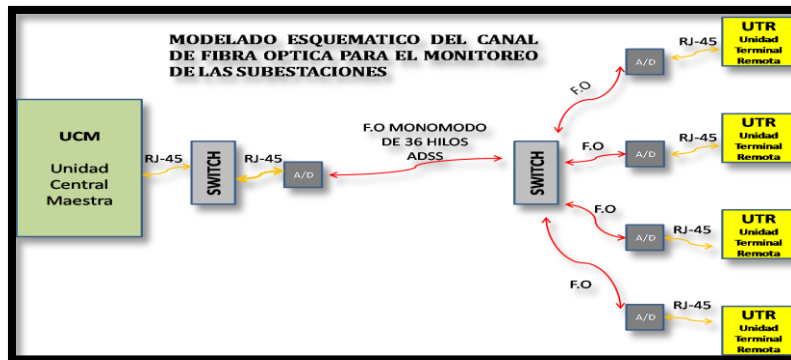 MODELADO ESQUEMATICO DEL CANAL
DE FIBRA OPTICA PARA EL MONITOREO
DE LAS SUBESTACIONES
UCM
Unidad
Central
Maestra
RJ-45
SWITCH
RJ-45
A/D
F.O MONOMODO
DE 36 HILOS
ADSS
SWITCH
F.O
A/D
RJ-45
UTR
Unidad
Terminal
Remota
F.O
A/D
RJ-45
UTR
Unidad
Terminal
Remota
F.O
A/D
RJ-45
UTR
Unidad
Terminal
Remota
F.O
A/D
RJ-45
UTR
Unidad
Terminal
Remota